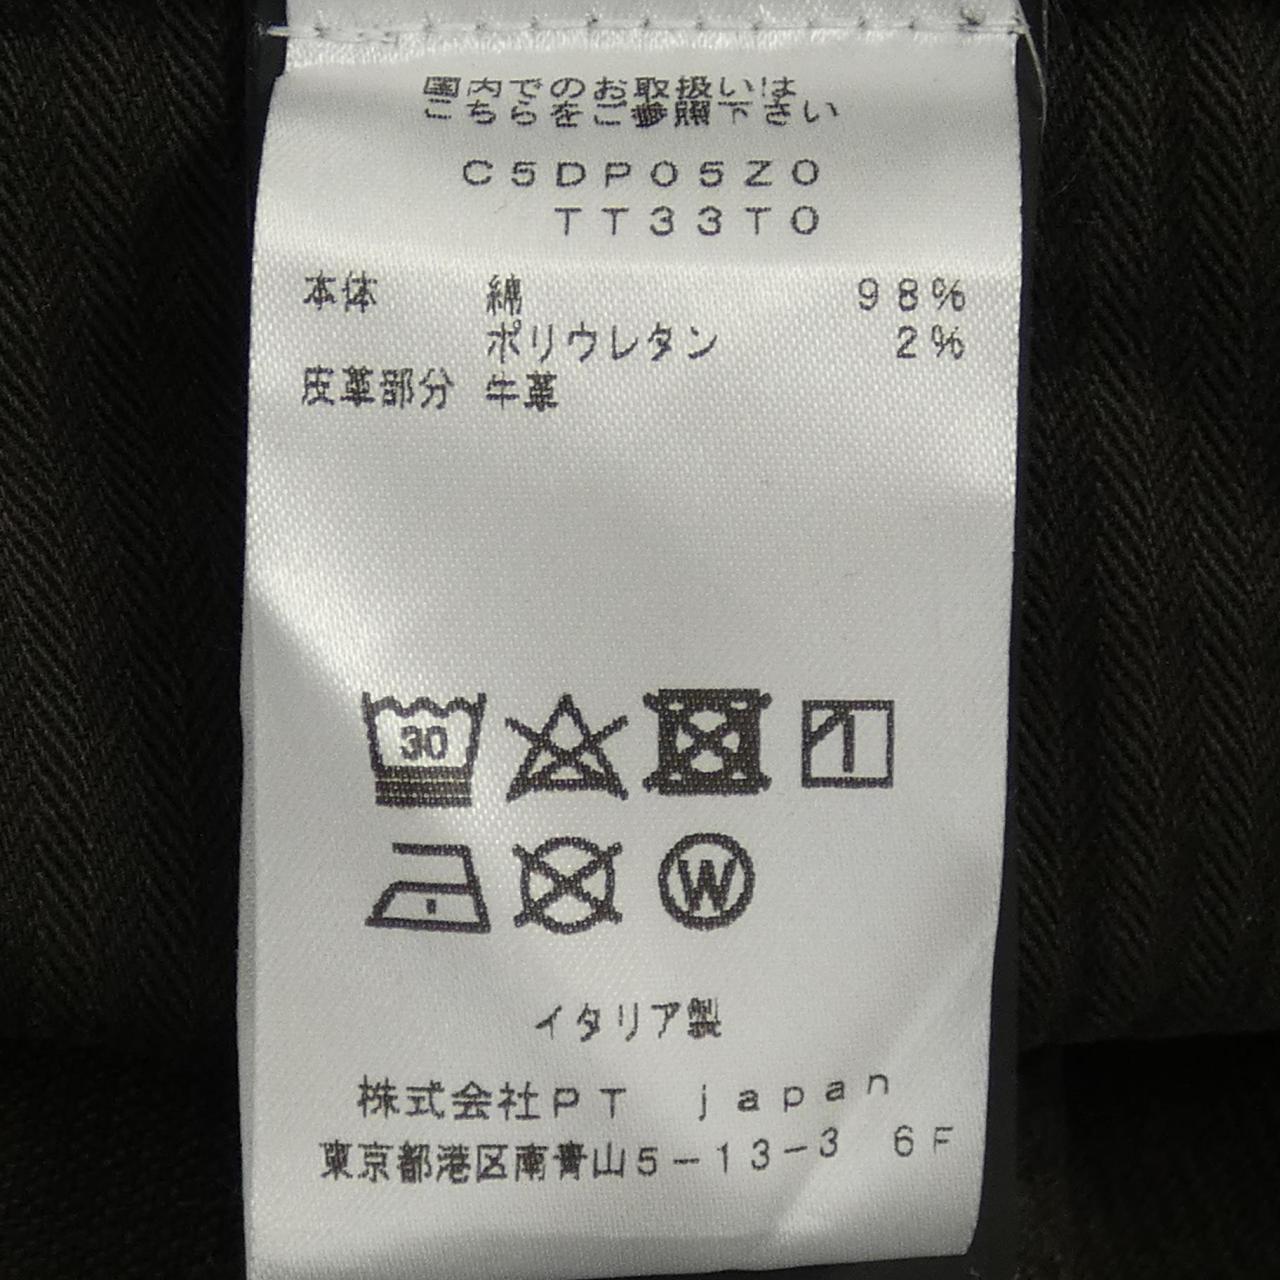 国内でのお取扱いは
こちらをご参照下さい
C5DP05Z0
TT33T0
本体 綿 98%
ポリウレタン 2%
皮革部分 牛革
30
W
イタリア製
株式会社PT japan
東京都港区南青山5-13-3 6F